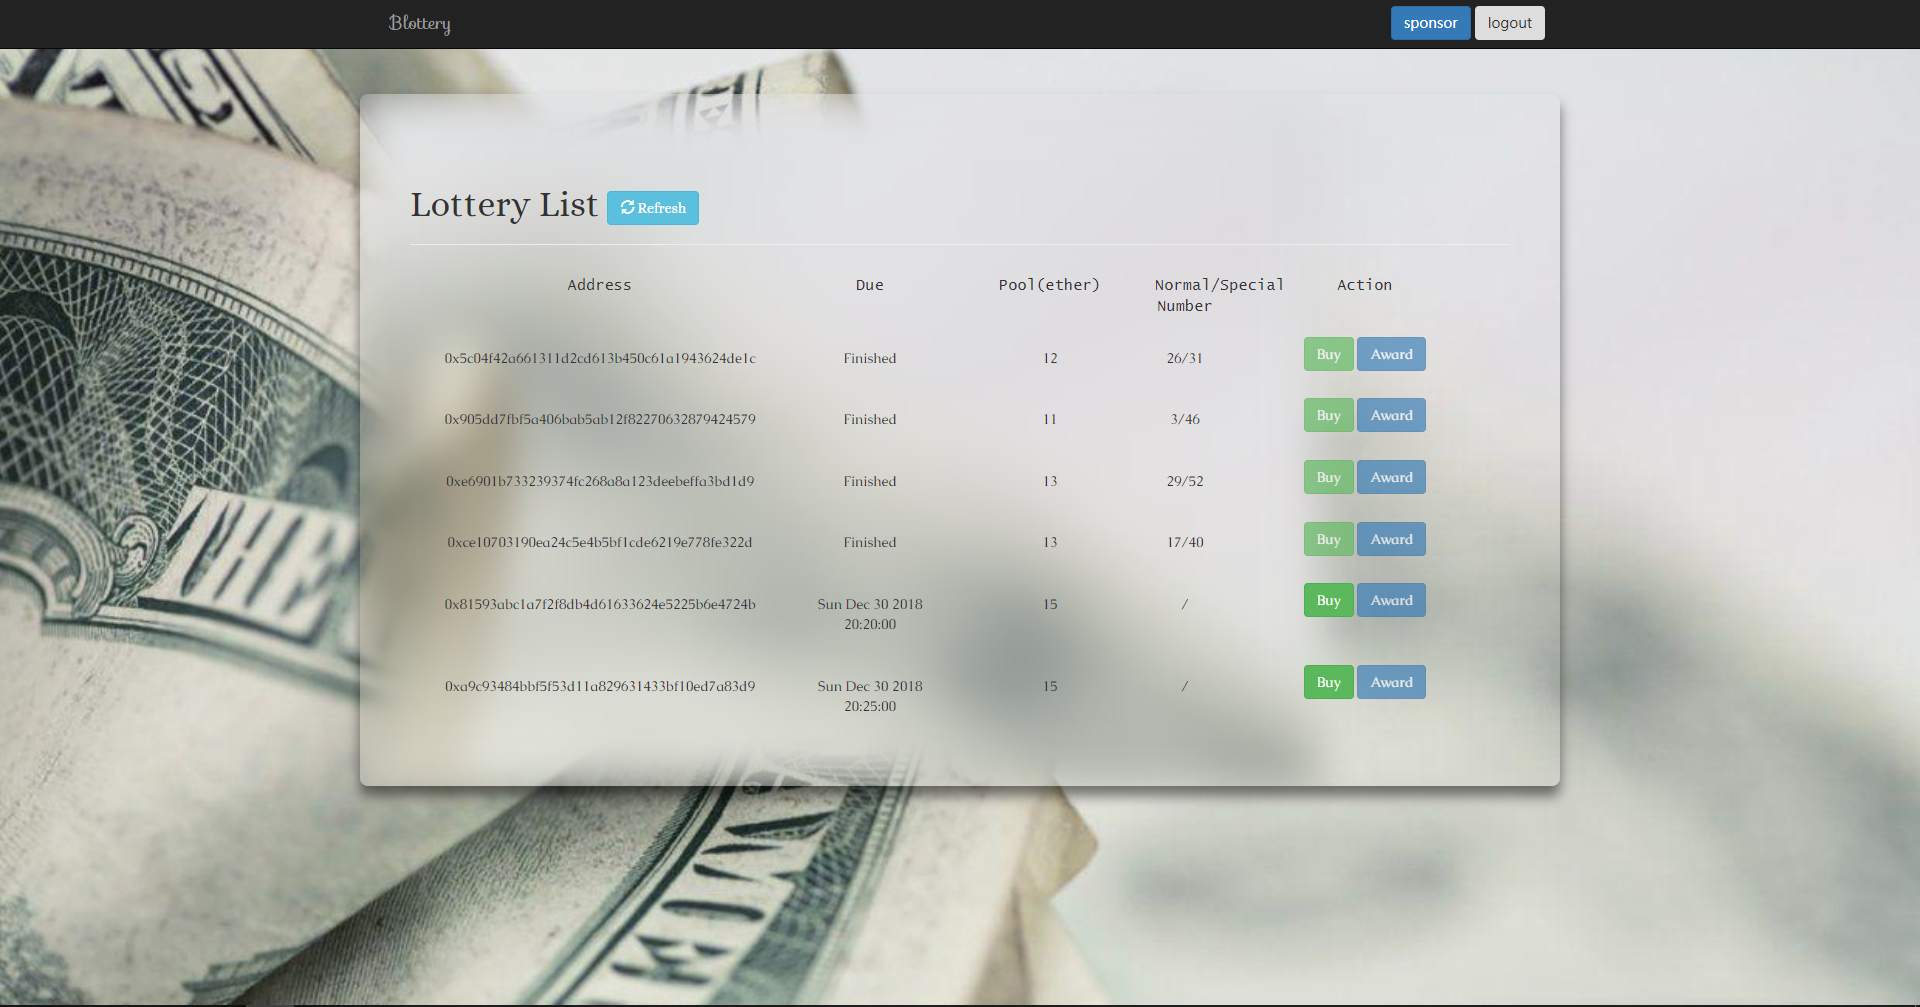 Blottery
sponsor
logout
Lottery List
Refresh
Address
Due
Pool(ether)
Normal/Special
Number
Action
0x5c04f42a661311d2cd613b450c61a1943624de1c
Finished
12
26/31
Buy
Award
0x905dd7fbf5a406bab5ab12f82270632879424579
Finished
11
3/46
Buy
Award
0xe6901b733239374fc268a8a123deebeffa3bd1d9
Finished
13
29/52
Buy
Award
0xce10703190ea24c5e4b5bf1cde6219e778fe322d
Finished
13
17/40
Buy
Award
0x81593abc1a7f2f8db4d61633624e5225b6e4724b
Sun Dec 30 2018
20:20:00
15
/
Buy
Award
0xa9c93484bbf5f53d11a829631433bf10ed7a83d9
Sun Dec 30 2018
20:25:00
15
/
Buy
Award
THE